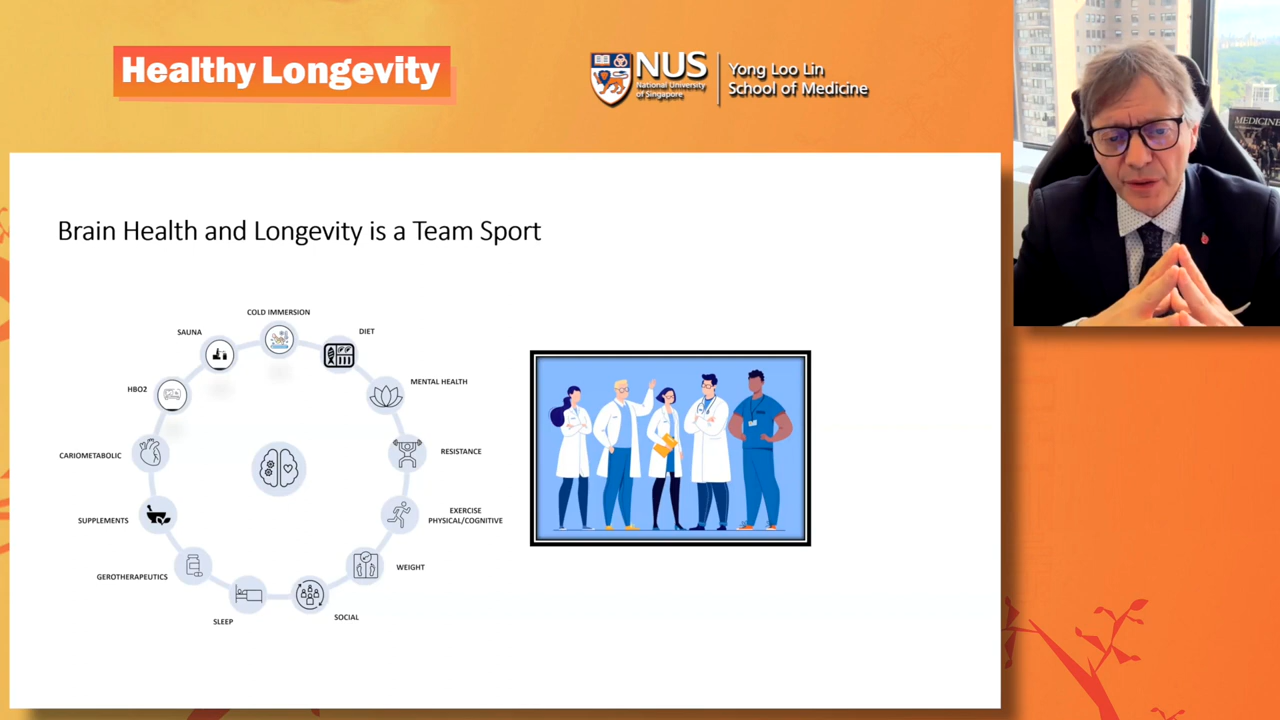 Healthy Longevity
NUS
National University
of Singapore
Yong Loo Lin
School of Medicine
MEDICINE
Brain Health and Longevity is a Team Sport
COLD IMMERSION
SAUNA
DIET
HBO2
MENTAL HEALTH
CARIOMETABOLIC
RESISTANCE
SUPPLEMENTS
EXERCISE
PHYSICAL/COGNITIVE
GEROTHERAPEUTICS
WEIGHT
SLEEP
SOCIAL